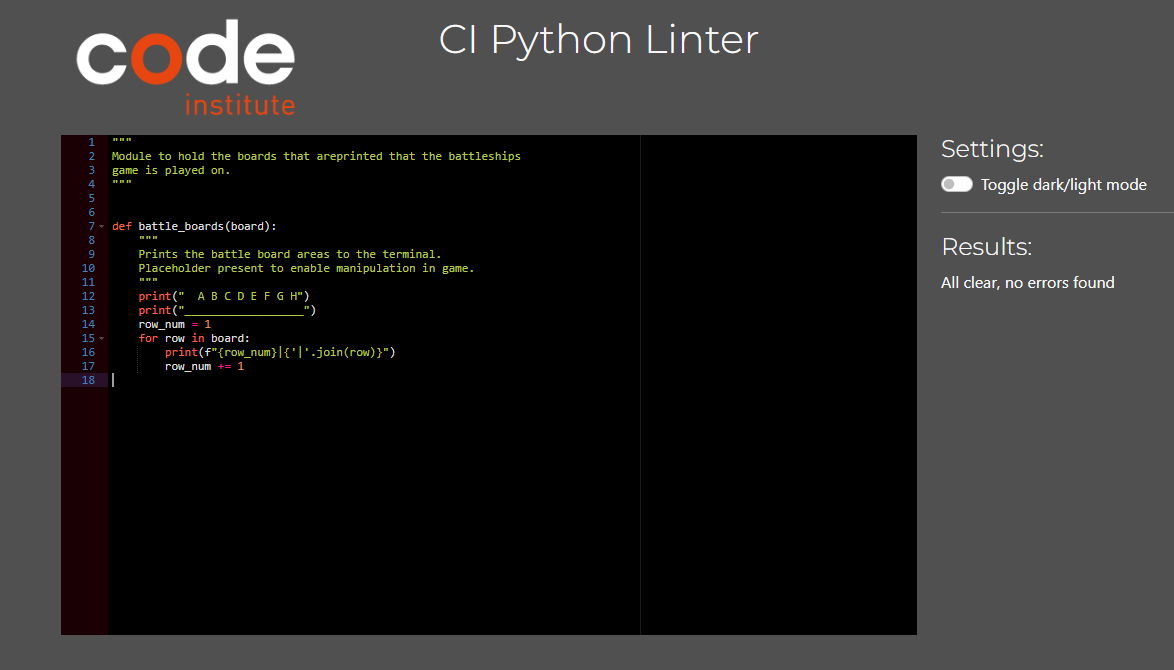 code
institute
CI Python Linter
1 """
2 Module to hold the boards that areprinted that the battleships
3 game is played on.
4 """
5
6
7 def battle_boards(board):
8     """
9     Prints the battle board areas to the terminal.
10     Placeholder present to enable manipulation in game.
11     """
12     print("  A B C D E F G H")
13     print("__________________")
14     row_num = 1
15     for row in board:
16         print(f"{row_num}|{'|'.join(row)}")
17         row_num += 1
18
Settings:
Toggle dark/light mode
Results:
All clear, no errors found